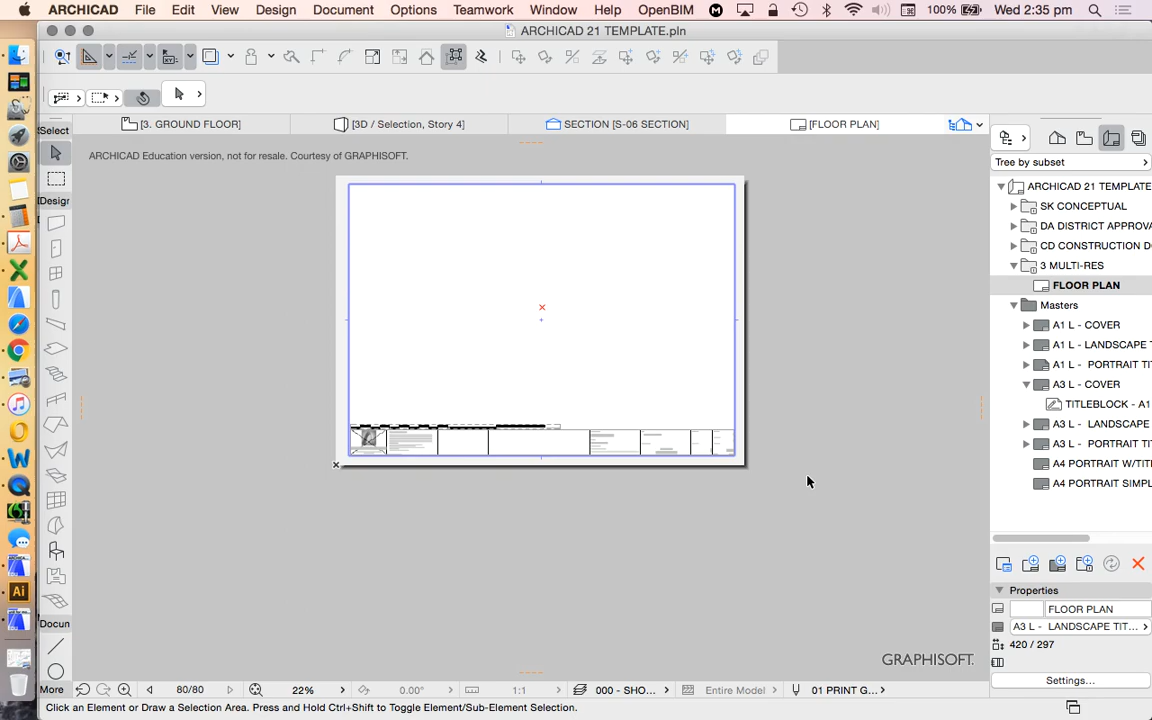 ARCHICAD File Edit View Design Document Options Teamwork Window Help OpenBIM 100% Wed 2:35 pm
ARCHICAD 21 TEMPLATE.pln
[3. GROUND FLOOR] [3D / Selection, Story 4] SECTION [S-06 SECTION] [FLOOR PLAN]
Select
ARCHICAD Education version, not for resale. Courtesy of GRAPHISOFT.
Tree by subset
Desigr
ARCHICAD 21 TEMPLATE
SK CONCEPTUAL
DA DISTRICT APPROVA
CD CONSTRUCTION D
3 MULTI-RES
FLOOR PLAN
Masters
A1 L - COVER
A1 L - LANDSCAPE T
A1 L - PORTRAIT TI
A3 L - COVER
TITLEBLOCK - A1
A3 L - LANDSCAPE
A3 L - PORTRAIT TI
A4 PORTRAIT W/TITI
A4 PORTRAIT SIMPL
Properties
FLOOR PLAN
A3 L - LANDSCAPE TIT...
420 / 297
Docun
GRAPHISOFT.
Settings...
More 80/80 22% 0.00° 1:1 000 - SHO... Entire Model 01 PRINT G...
Click an Element or Draw a Selection Area. Press and Hold Ctrl+Shift to Toggle Element/Sub-Element Selection.